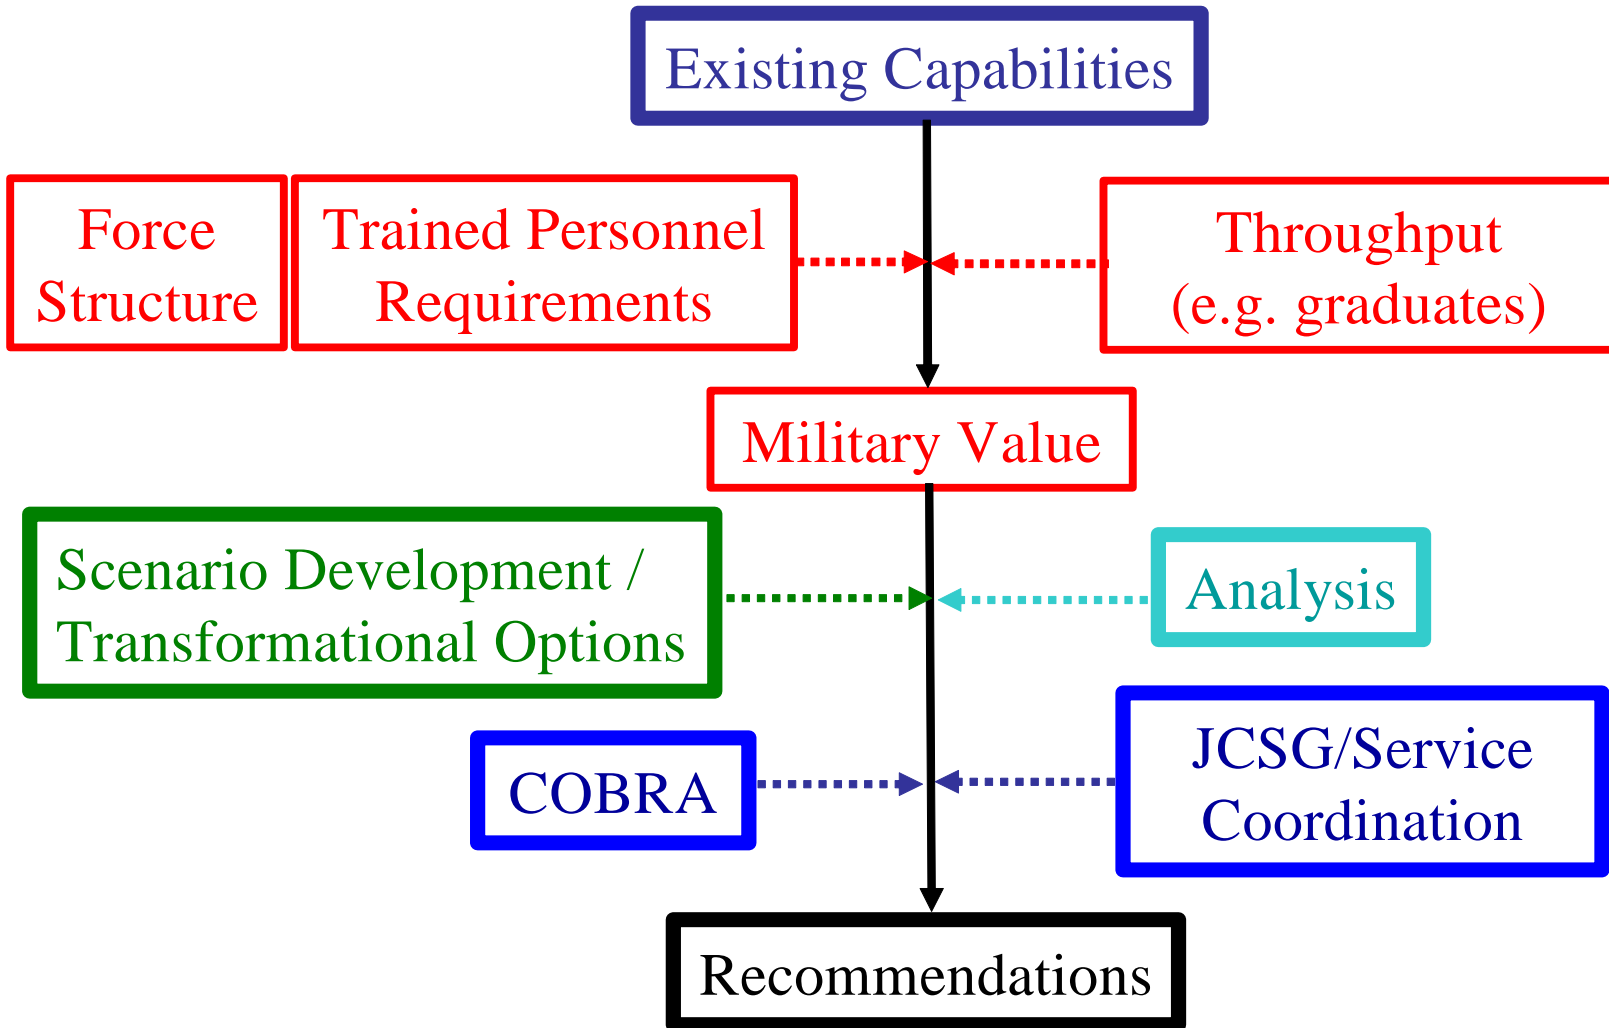 Existing Capabilities
Force
Structure
Trained Personnel
Requirements
Throughput
(e.g. graduates)
Military Value
Scenario Development /
Transformational Options
Analysis
COBRA
JCSG/Service
Coordination
Recommendations